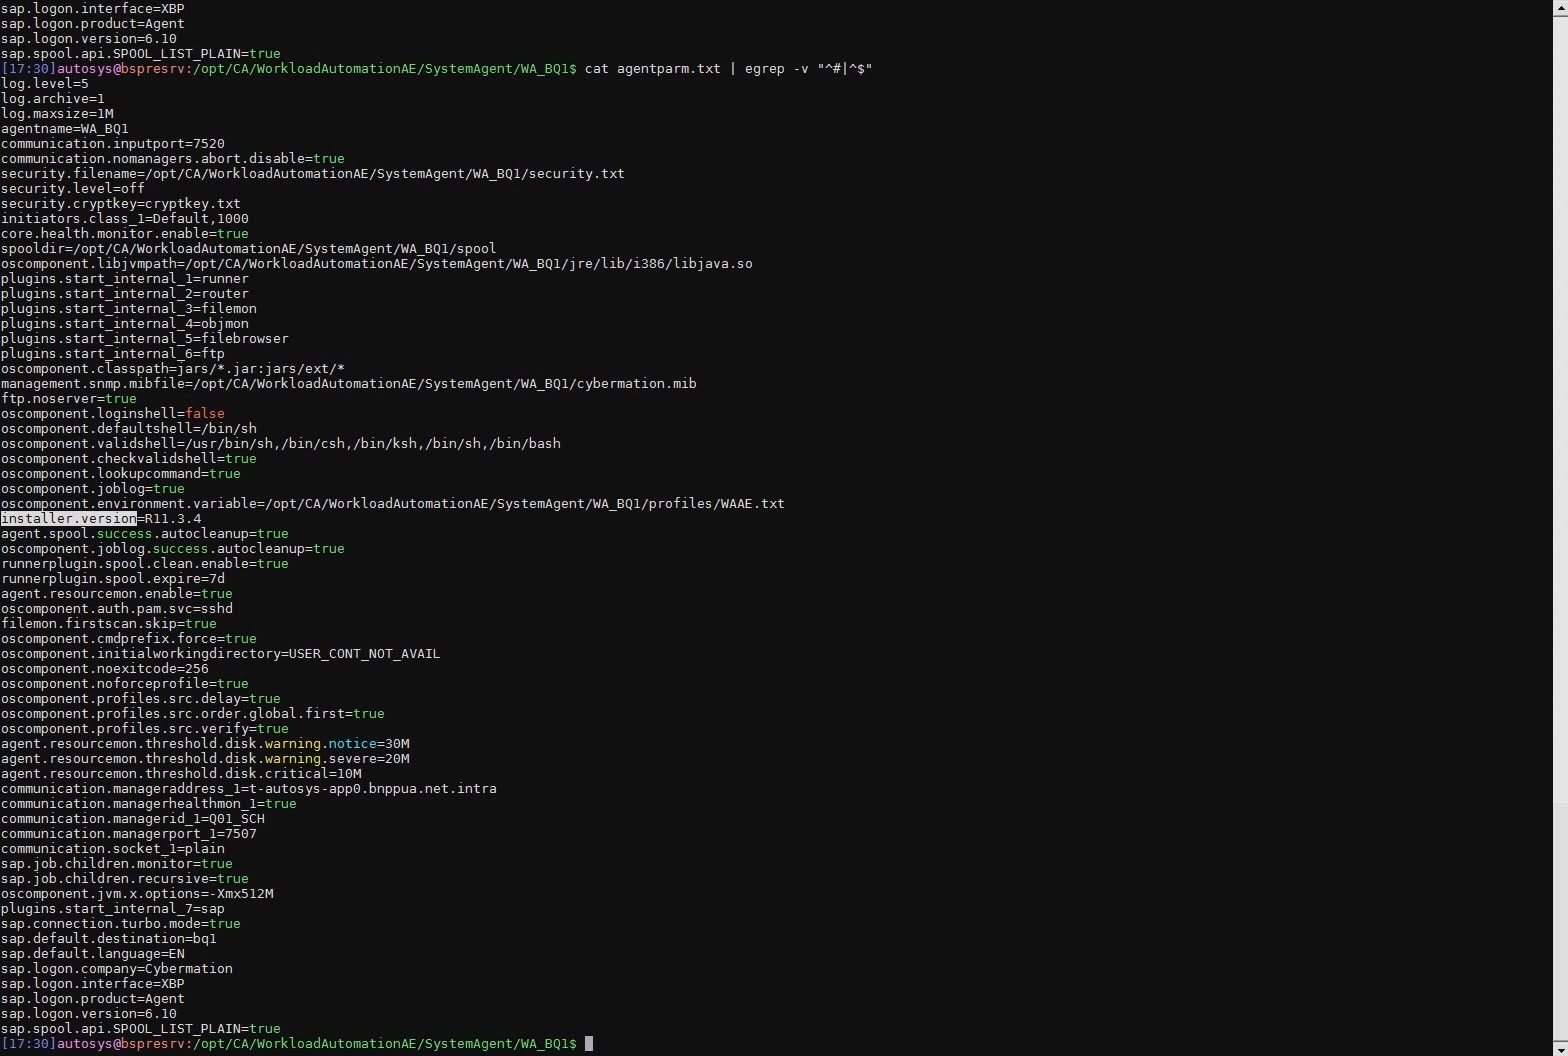 sap.logon.interface=XBP
sap.logon.product=Agent
sap.logon.version=6.10
sap.spool.api.SPOOL_LIST_PLAIN=true
[17:30]autosys@bspresrv:/opt/CA/WorkloadAutomationAE/SystemAgent/WA_BQ1$ cat agentparm.txt | egrep -v "^#|^$"
log.level=5
log.archive=1
log.maxsize=1M
agentname=WA_BQ1
communication.inputport=7520
communication.nomanagers.abort.disable=true
security.filename=/opt/CA/WorkloadAutomationAE/SystemAgent/WA_BQ1/security.txt
security.level=off
security.cryptkey=cryptkey.txt
initiators.class_1=Default,1000
core.health.monitor.enable=true
spooldir=/opt/CA/WorkloadAutomationAE/SystemAgent/WA_BQ1/spool
oscomponent.libjvmpath=/opt/CA/WorkloadAutomationAE/SystemAgent/WA_BQ1/jre/lib/i386/libjava.so
plugins.start_internal_1=runner
plugins.start_internal_2=router
plugins.start_internal_3=filemon
plugins.start_internal_4=objmon
plugins.start_internal_5=filebrowser
plugins.start_internal_6=ftp
oscomponent.classpath=jars/*.jar:jars/ext/*
management.snmp.mibfile=/opt/CA/WorkloadAutomationAE/SystemAgent/WA_BQ1/cybermation.mib
ftp.noserver=true
oscomponent.loginshell=false
oscomponent.defaultshell=/bin/sh
oscomponent.validshell=/usr/bin/sh,/bin/csh,/bin/ksh,/bin/sh,/bin/bash
oscomponent.checkvalidshell=true
oscomponent.lookupcommand=true
oscomponent.joblog=true
oscomponent.environment.variable=/opt/CA/WorkloadAutomationAE/SystemAgent/WA_BQ1/profiles/WAAE.txt
installer.version=R11.3.4
agent.spool.success.autocleanup=true
oscomponent.joblog.success.autocleanup=true
runnerplugin.spool.clean.enable=true
runnerplugin.spool.expire=7d
agent.resourcemon.enable=true
oscomponent.auth.pam.svc=sshd
filemon.firstscan.skip=true
oscomponent.cmdprefix.force=true
oscomponent.initialworkingdirectory=USER_CONT_NOT_AVAIL
oscomponent.noexitcode=256
oscomponent.noforceprofile=true
oscomponent.profiles.src.delay=true
oscomponent.profiles.src.order.global.first=true
oscomponent.profiles.src.verify=true
agent.resourcemon.threshold.disk.warning.notice=30M
agent.resourcemon.threshold.disk.warning.severe=20M
agent.resourcemon.threshold.disk.critical=10M
communication.manageraddress_1=t-autosys-app0.bnppua.net.intra
communication.managerhealthmon_1=true
communication.managerid_1=Q01_SCH
communication.managerport_1=7507
communication.socket_1=plain
sap.job.children.monitor=true
sap.job.children.recursive=true
oscomponent.jvm.x.options=-Xmx512M
plugins.start_internal_7=sap
sap.connection.turbo.mode=true
sap.default.destination=bq1
sap.default.language=EN
sap.logon.company=Cybermation
sap.logon.interface=XBP
sap.logon.product=Agent
sap.logon.version=6.10
sap.spool.api.SPOOL_LIST_PLAIN=true
[17:30]autosys@bspresrv:/opt/CA/WorkloadAutomationAE/SystemAgent/WA_BQ1$